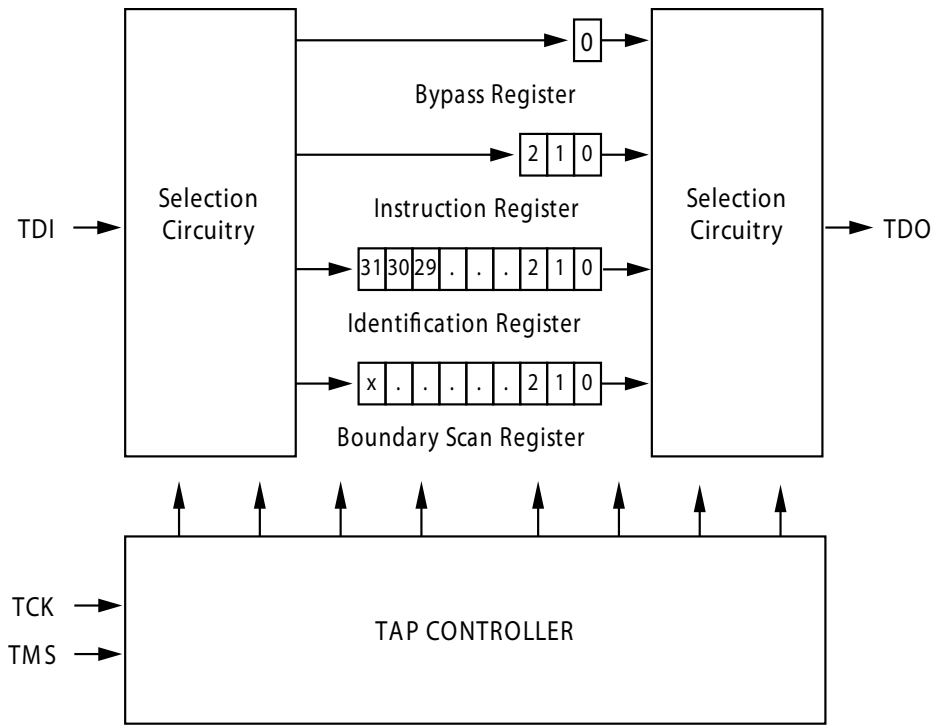 0
Bypass Register
2 1 0
Instruction Register
TDI
Selection
Circuitry
Selection
Circuitry
TDO
31 30 29 . . . 2 1 0
Identification Register
x . . . . . 2 1 0
Boundary Scan Register
TCK
TMS
TAP CONTROLLER